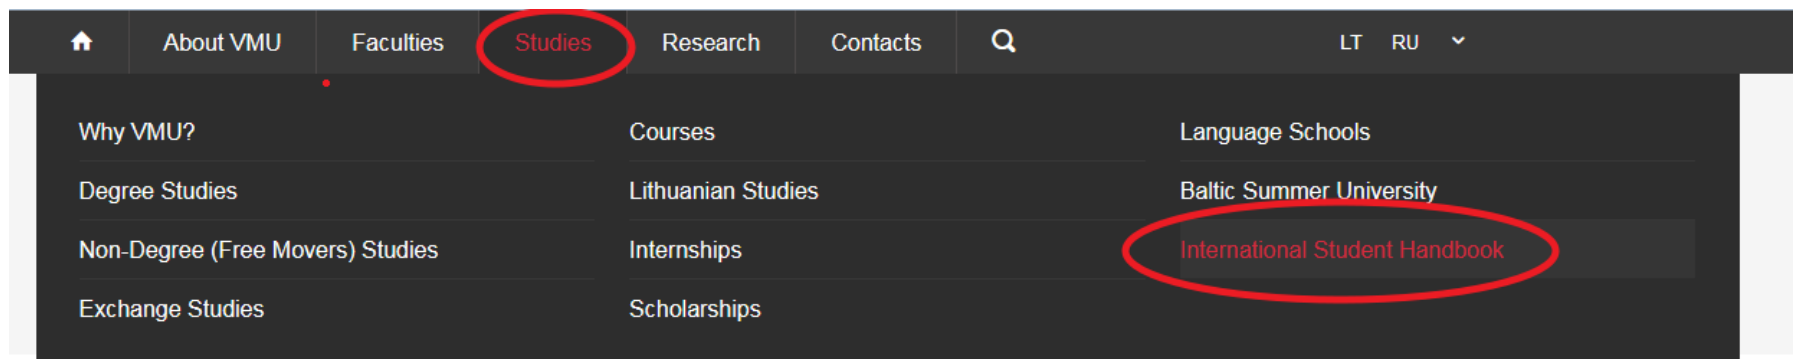 About VMU Faculties Studies Research Contacts LT RU
Why VMU? Courses Language Schools
Degree Studies Lithuanian Studies Baltic Summer University
Non-Degree (Free Movers) Studies Internships International Student Handbook
Exchange Studies Scholarships